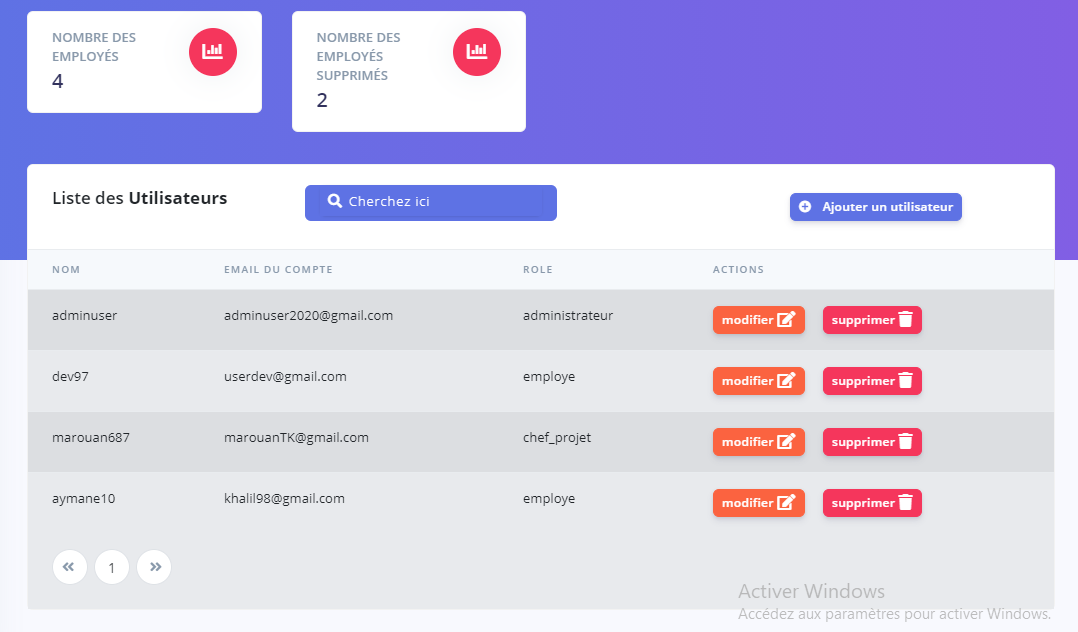 NOMBRE DES
EMPLOYÉS
4
NOMBRE DES
EMPLOYÉS
SUPPRIMÉS
2
Liste des Utilisateurs
Cherchez ici
Ajouter un utilisateur
NOM EMAIL DU COMPTE ROLE ACTIONS
adminuser adminuser2020@gmail.com administrateur modifier supprimer
dev97 userdev@gmail.com employe modifier supprimer
marouan687 marouanTK@gmail.com chef_projet modifier supprimer
aymane10 khalil98@gmail.com employe modifier supprimer
« 1 »
Activer Windows
Accédez aux paramètres pour activer Windows.